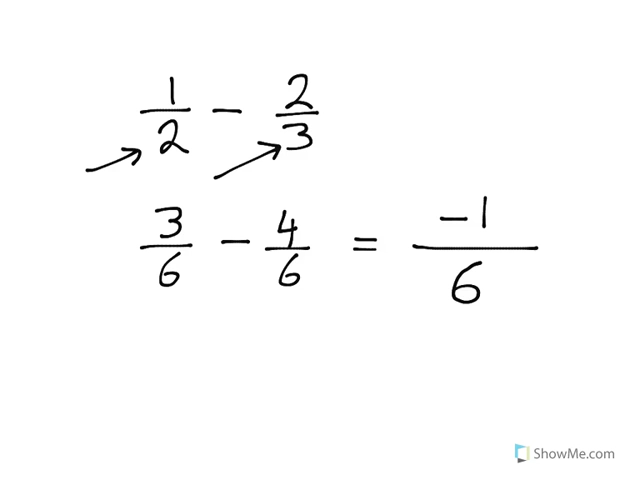 1/2 - 2/3
3/6 - 4/6 = -1/6
ShowMe.com